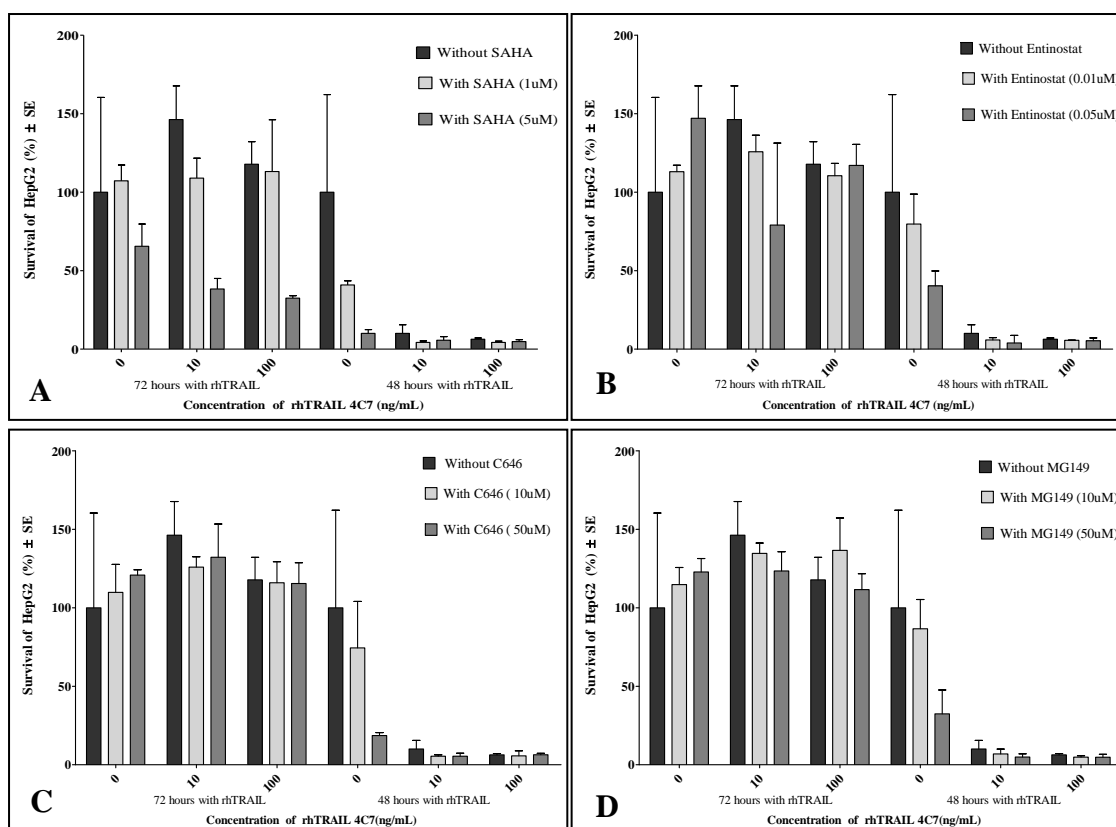 200
150
100
50
0
Survival of HepG2 (%) ± SE
Without SAHA
With SAHA (1uM)
With SAHA (5uM)
0
10
100
0
10
100
72 hours with rhTRAIL
48 hours with rhTRAIL
Concentration of rhTRAIL 4C7 (ng/mL)
A
200
150
100
50
0
Survival of HepG2 (%) ± SE
Without Entinostat
With Entinostat (0.01uM)
With Entinostat (0.05uM)
0
10
100
0
10
100
72 hours with rhTRAIL
48 hours with rhTRAIL
Concentration of rhTRAIL 4C7 (ng/mL)
B
200
150
100
50
0
Survival of HepG2 (%) ± SE
Without C646
With C646 ( 10uM)
With C646 ( 50uM)
0
10
100
0
10
100
72 hours with rhTRAIL
48 hours with rhTRAIL
Concentration of rhTRAIL 4C7(ng/mL)
C
200
150
100
50
0
Survival of HepG2 (%) ± SE
Without MG149
With MG149 (10uM)
With MG149 (50uM)
0
10
100
0
10
100
72 hours with rhTRAIL
48 hours with rhTRAIL
Concentration of rhTRAIL 4C7(ng/mL)
D